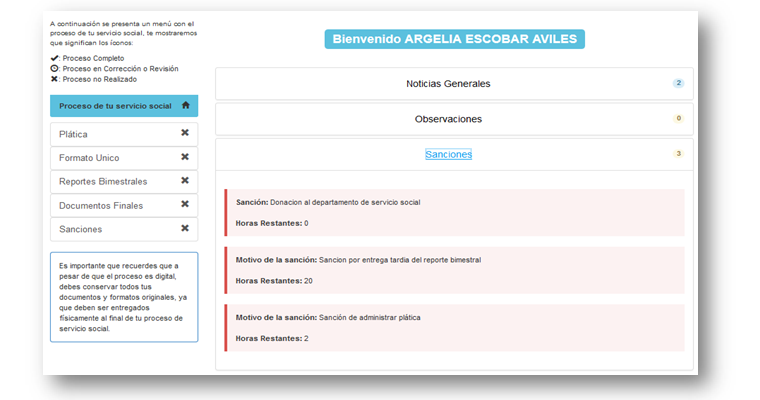 A continuación se presenta un menú con el
proceso de tu servicio social, te mostraremos
que significan los íconos:
: Proceso Completo
: Proceso en Corrección o Revisión
: Proceso no Realizado
Proceso de tu servicio social
Plática
Formato Unico
Reportes Bimestrales
Documentos Finales
Sanciones
Es importante que recuerdes que a
pesar de que el proceso es digital,
debes conservar todos tus
documentos y formatos originales, ya
que deben ser entregados
físicamente al final de tu proceso de
servicio social.
Bienvenido ARGELIA ESCOBAR AVILES
Noticias Generales 2
Observaciones 0
Sanciones 3
Sanción: Donacion al departamento de servicio social
Horas Restantes: 0
Motivo de la sanción: Sancion por entrega tardia del reporte bimestral
Horas Restantes: 20
Motivo de la sanción: Sanción de administrar plática
Horas Restantes: 2